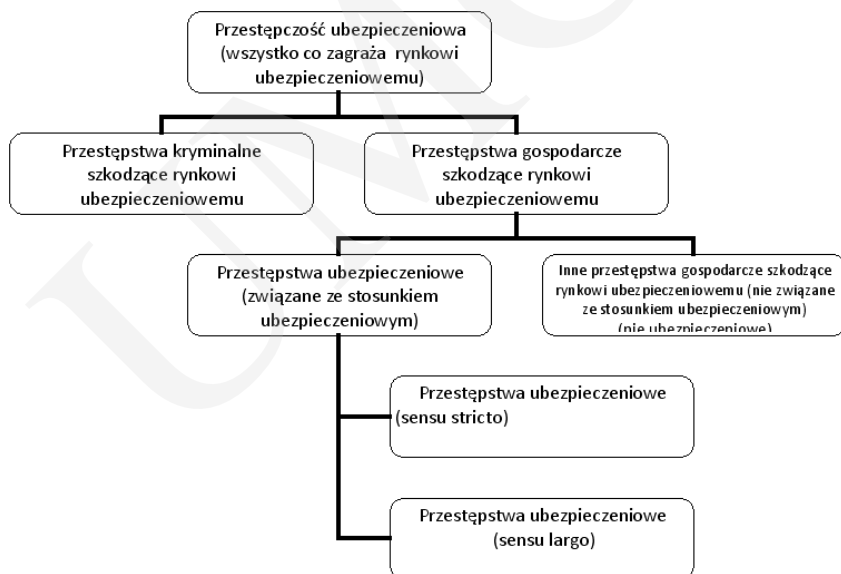 Przestępczość ubezpieczeniowa
(wszystko co zagraża rynkowi
ubezpieczeniowemu)
Przestępstwa kryminalne
szkodzące rynkowi
ubezpieczeniowemu
Przestępstwa gospodarcze
szkodzące rynkowi
ubezpieczeniowemu
Przestępstwa ubezpieczeniowe
(związane ze stosunkiem
ubezpieczeniowym)
Inne przestępstwa gospodarcze szkodzące
rynkowi ubezpieczeniowemu (nie związane
ze stosunkiem ubezpieczeniowym)
(nie ubezpieczeniowe)
Przestępstwa ubezpieczeniowe
(sensu stricto)
Przestępstwa ubezpieczeniowe
(sensu largo)